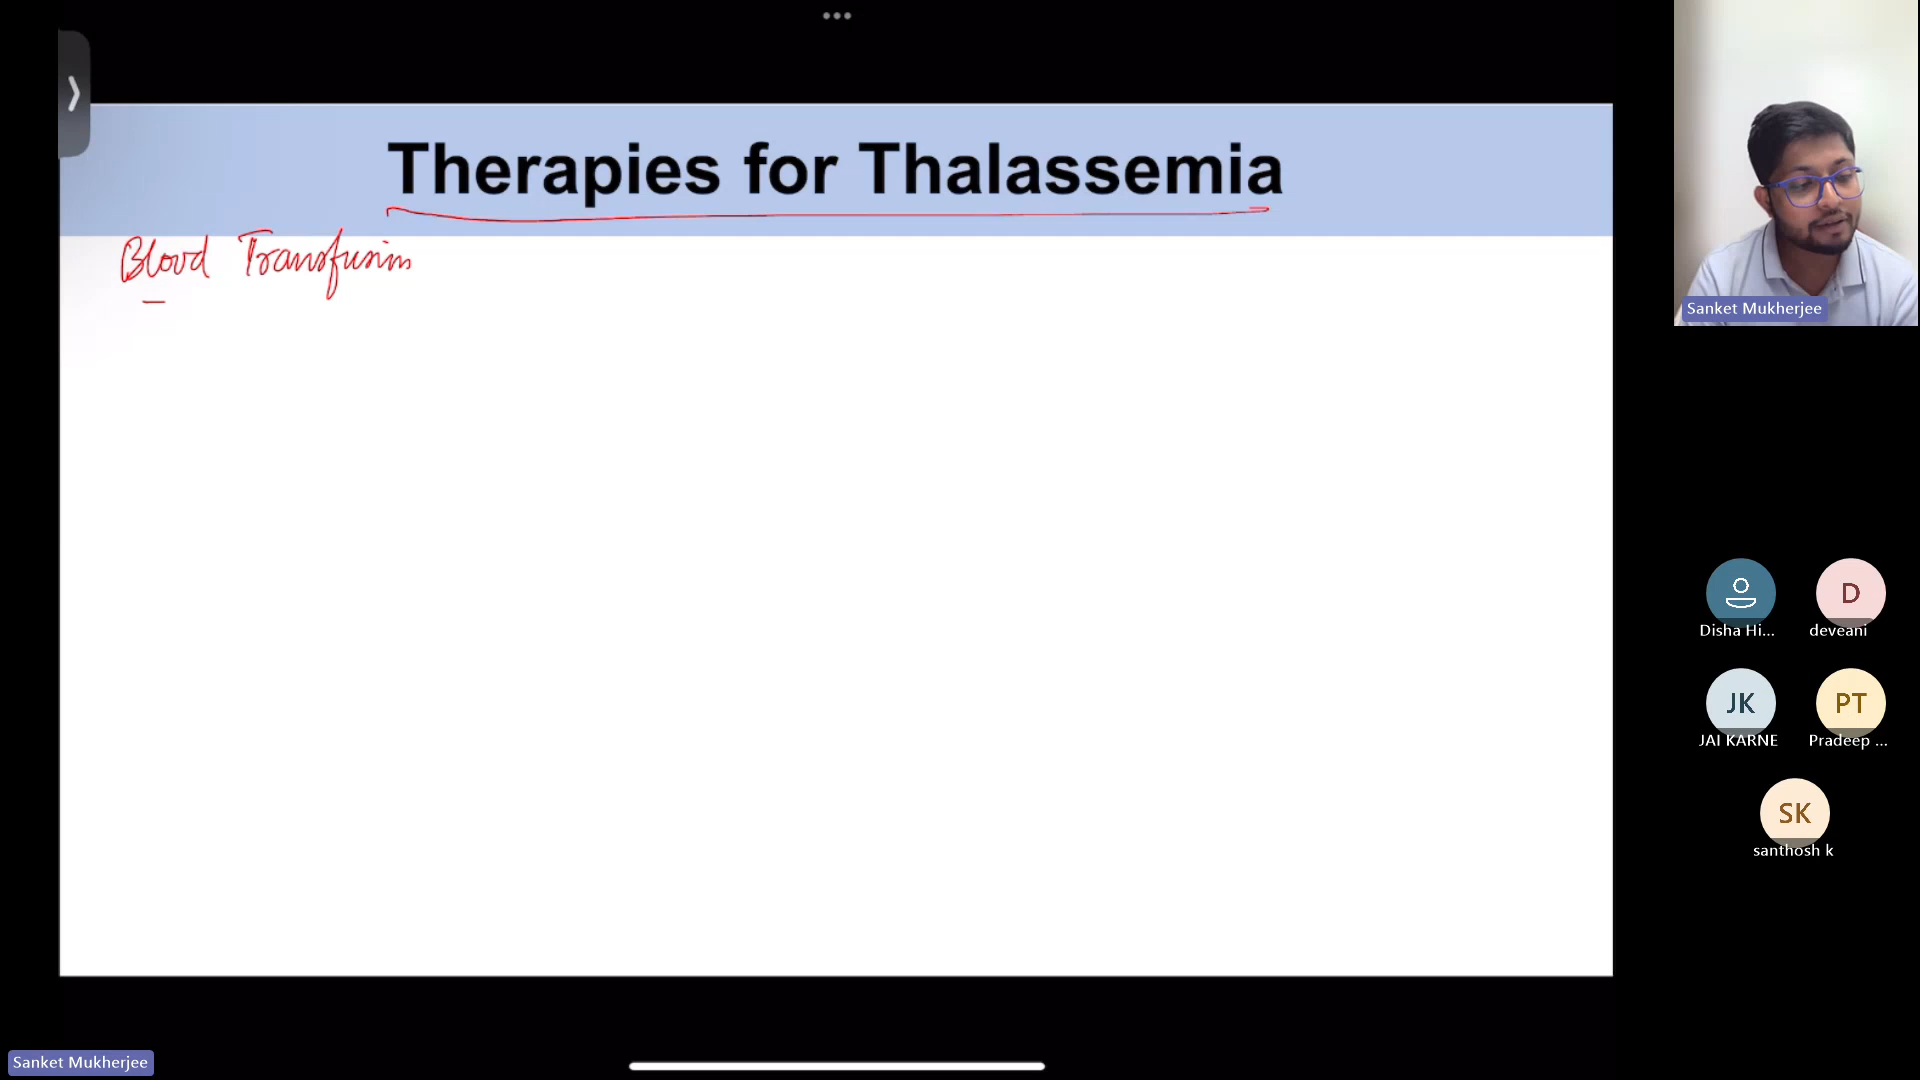 Therapies for Thalassemia
Blood Transfusion
Sanket Mukherjee
Disha Hi...
D
deveani
JK
JAI KARNE
PT
Pradeep ...
SK
santhosh k
Sanket Mukherjee